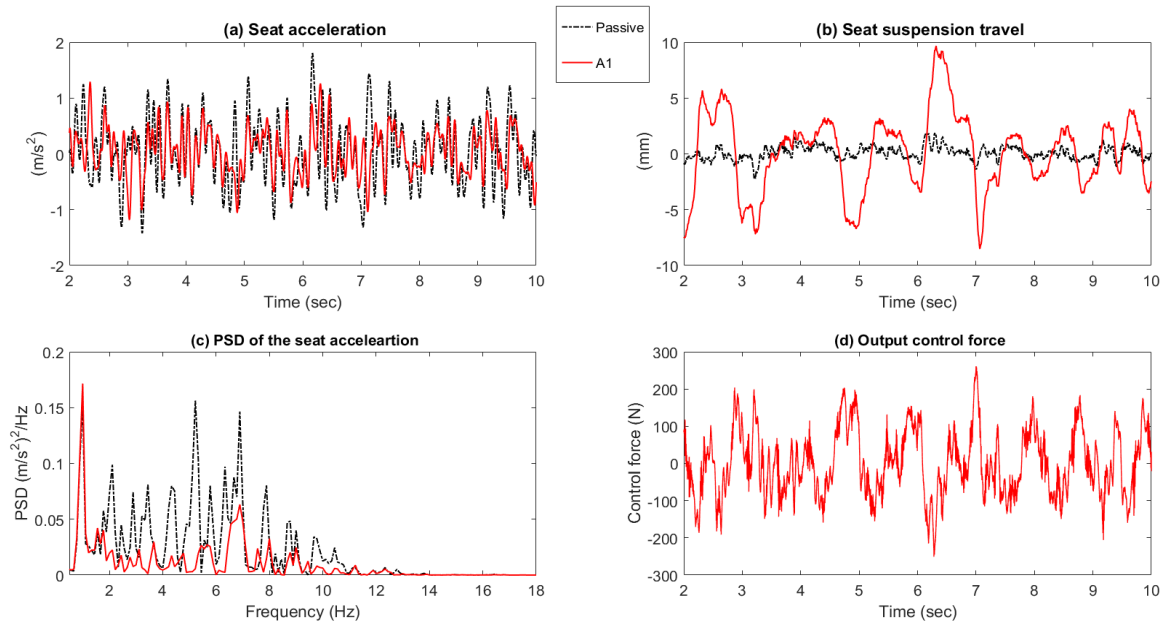 (a) Seat acceleration
2
1
0
-1
-2
(m/s²)
2 3 4 5 6 7 8 9 10
Time (sec)
Passive
A1
(b) Seat suspension travel
10
5
0
-5
-10
(mm)
2 3 4 5 6 7 8 9 10
Time (sec)
(c) PSD of the seat acceleartion
0.2
0.15
0.1
0.05
0
PSD (m/s²)²/Hz
2 4 6 8 10 12 14 16 18
Frequency (Hz)
(d) Output control force
300
200
100
0
-100
-200
-300
Control force (N)
2 3 4 5 6 7 8 9 10
Time (sec)